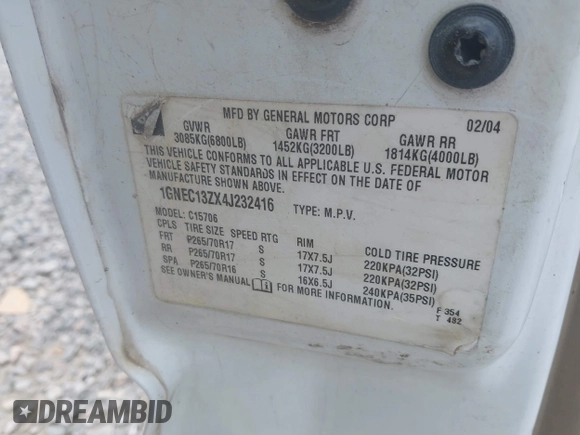 MFD BY GENERAL MOTORS CORP 02/04
GVWR GAWR FRT GAWR RR
3085KG(6800LB) 1452KG(3200LB) 1814KG(4000LB)
THIS VEHICLE CONFORMS TO ALL APPLICABLE U.S. FEDERAL MOTOR
VEHICLE SAFETY STANDARDS IN EFFECT ON THE DATE OF
MANUFACTURE SHOWN ABOVE.
1GNEC13ZX4J232416 TYPE: M.P.V.
MODEL: C15706
CPLS TIRE SIZE SPEED RTG RIM COLD TIRE PRESSURE
FRT P265/70R17 S 17X7.5J 220KPA(32PSI)
RR P265/70R17 S 17X7.5J 220KPA(32PSI)
SPA P265/70R16 S 16X6.5J 240KPA(35PSI)
SEE OWNER'S MANUAL FOR MORE INFORMATION.
F 354
T 482
DREAMBID